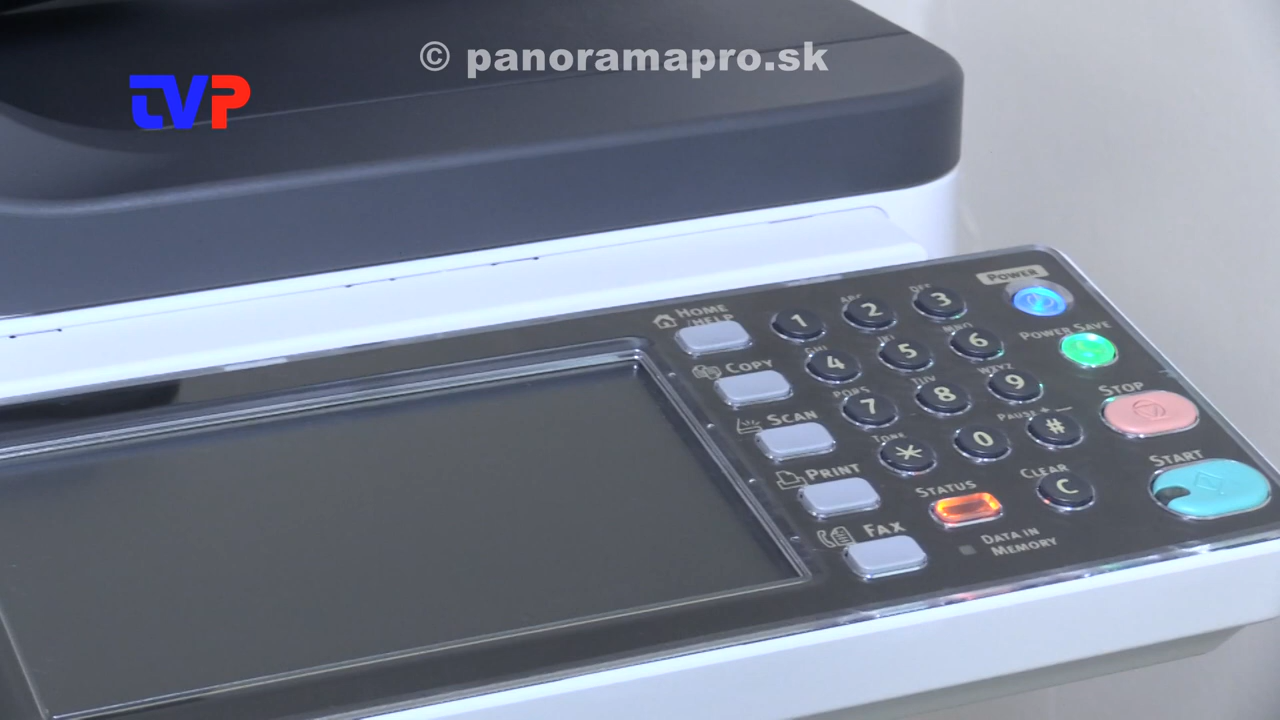 © panoramapro.sk
TVP
POWER
HOME
/HELP
1
ABC
2
DEF
3
POWER SAVE
COPY
GHI
4
JKL
5
MNO
6
SCAN
PQRS
7
TUV
8
WXYZ
9
STOP
PRINT
TONE
*
0
PAUSE + —
#
START
STATUS
CLEAR
C
FAX
DATA IN
MEMORY